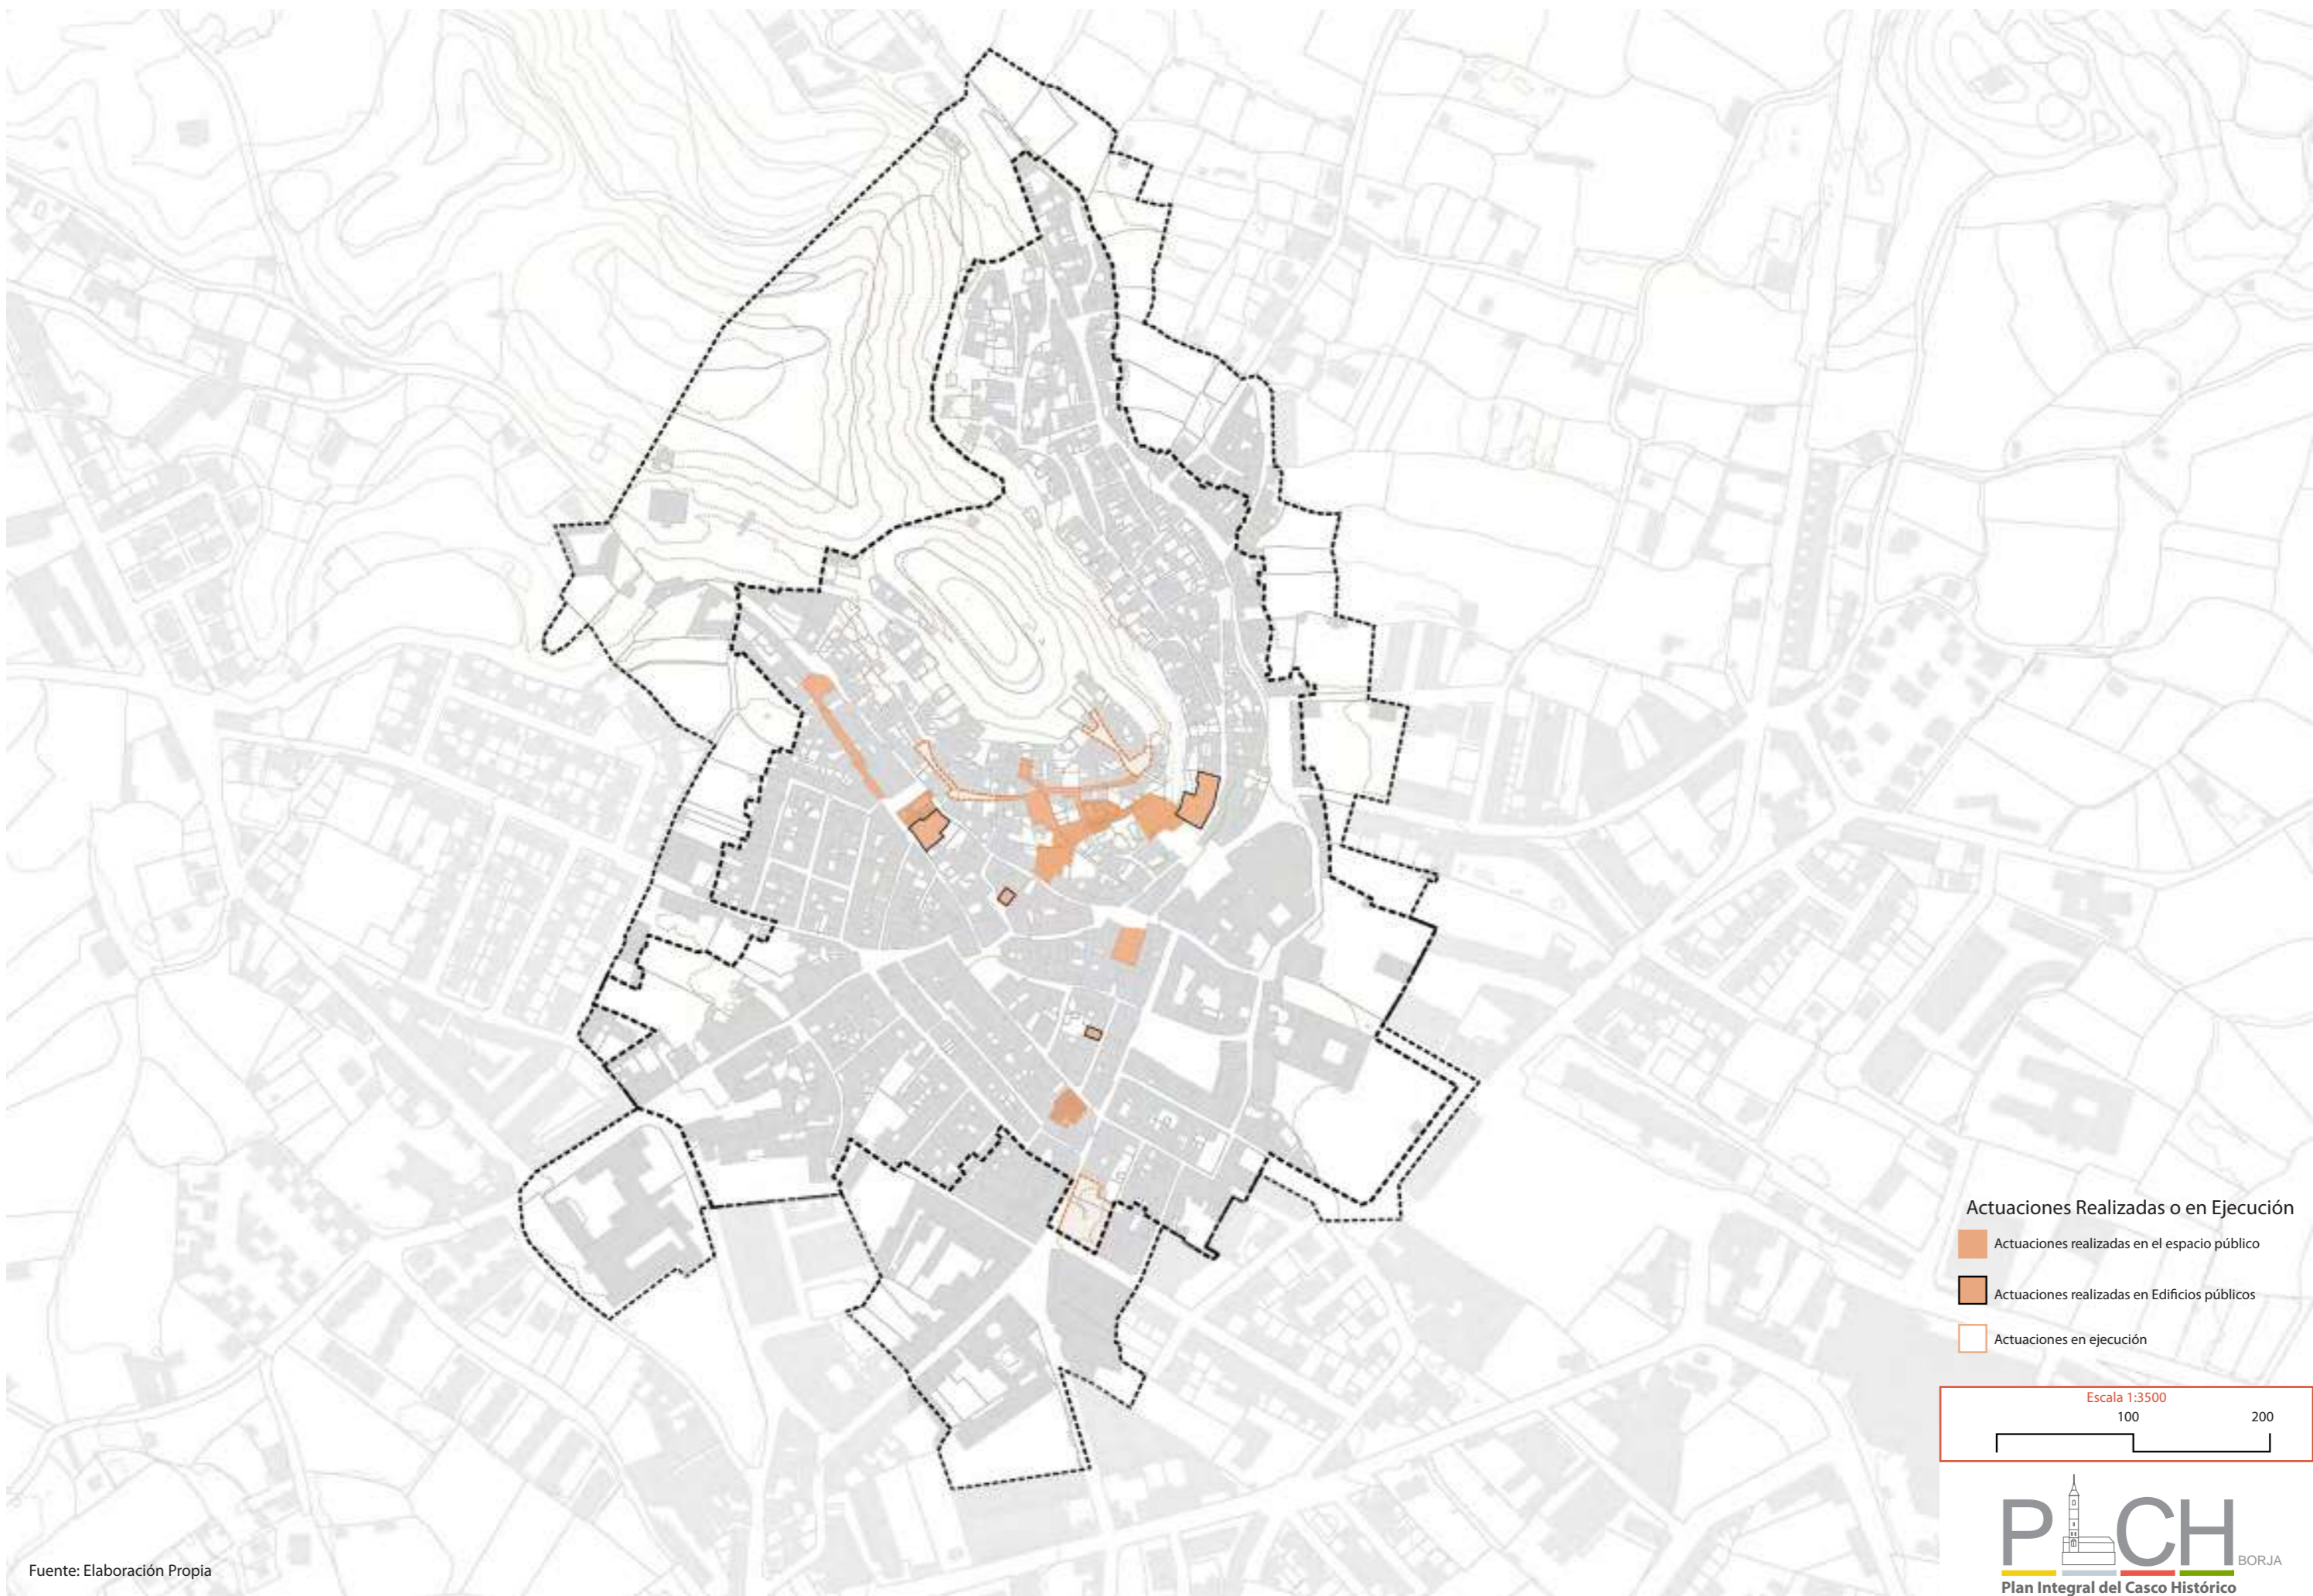 Actuaciones Realizadas o en Ejecución
Actuaciones realizadas en el espacio público
Actuaciones realizadas en Edificios públicos
Actuaciones en ejecución
Escala 1:3500
100 200
PICH
BORJA
Plan Integral del Casco Histórico
Fuente: Elaboración Propia